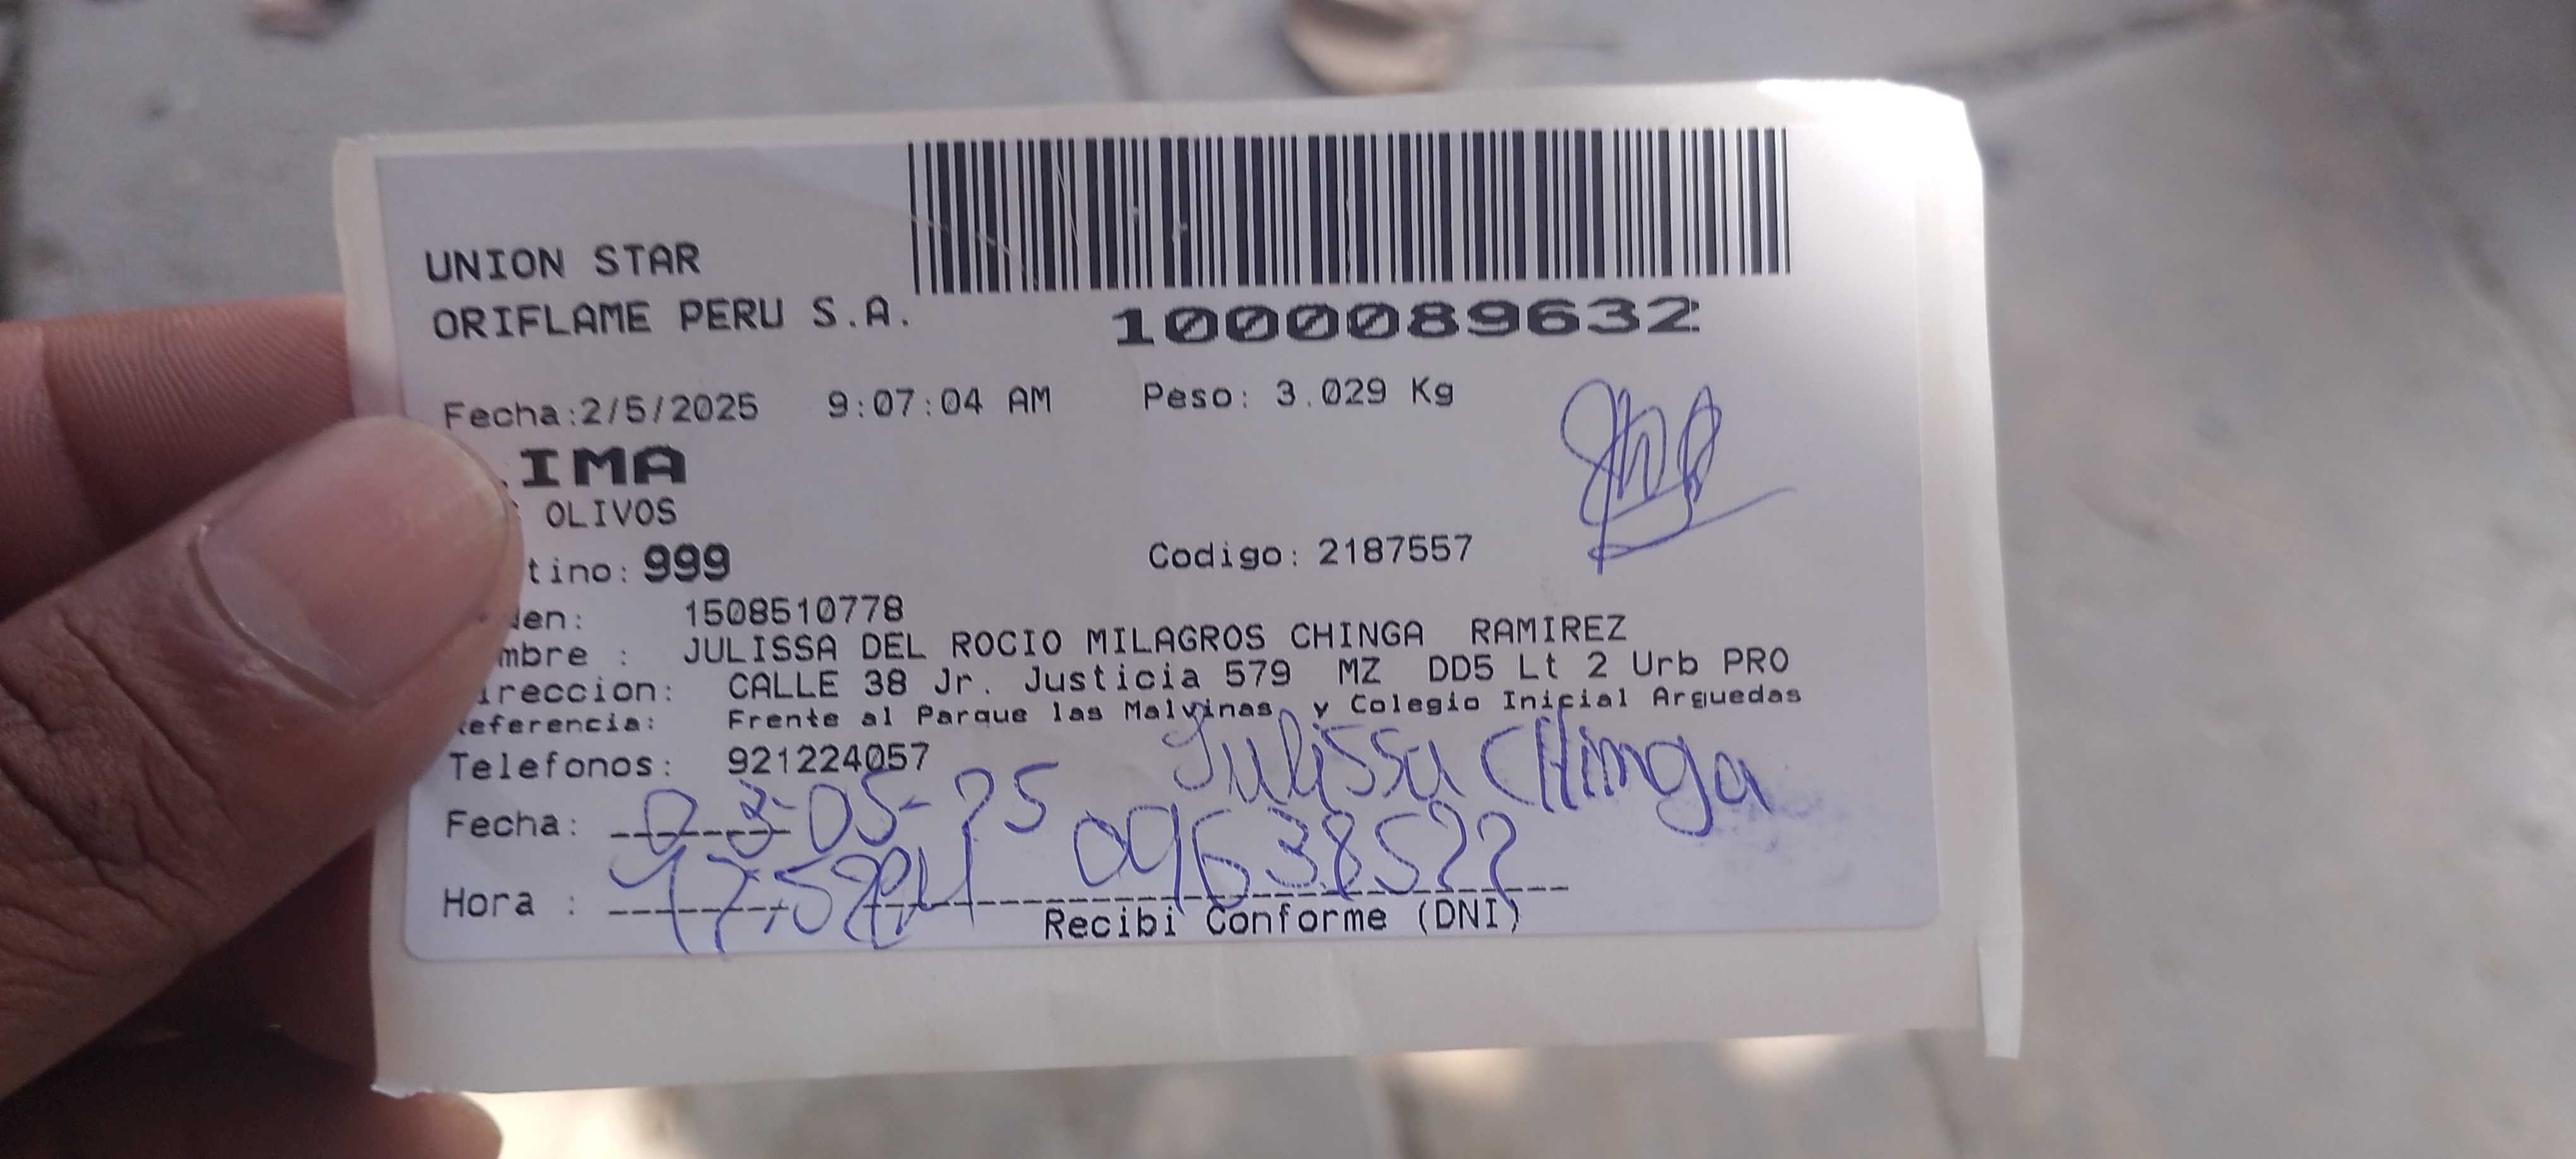 UNION STAR
ORIFLAME PERU S.A.
1000089632
Fecha:2/5/2025 9:07:04 AM Peso: 3.029 Kg
IMA
OLIVOS
tino: 999 Codigo: 2187557
den: 1508510778
mbre : JULISSA DEL ROCIO MILAGROS CHINGA RAMIREZ
ireccion: CALLE 38 Jr. Justicia 579 MZ DD5 Lt 2 Urb PRO
eferencia: Frente al Parque las Malvinas y Colegio Inicial Arguedas
Telefonos: 921224057
Julissa CHinga
Fecha: 03-05-25
Hora :
Recibi Conforme (DNI)